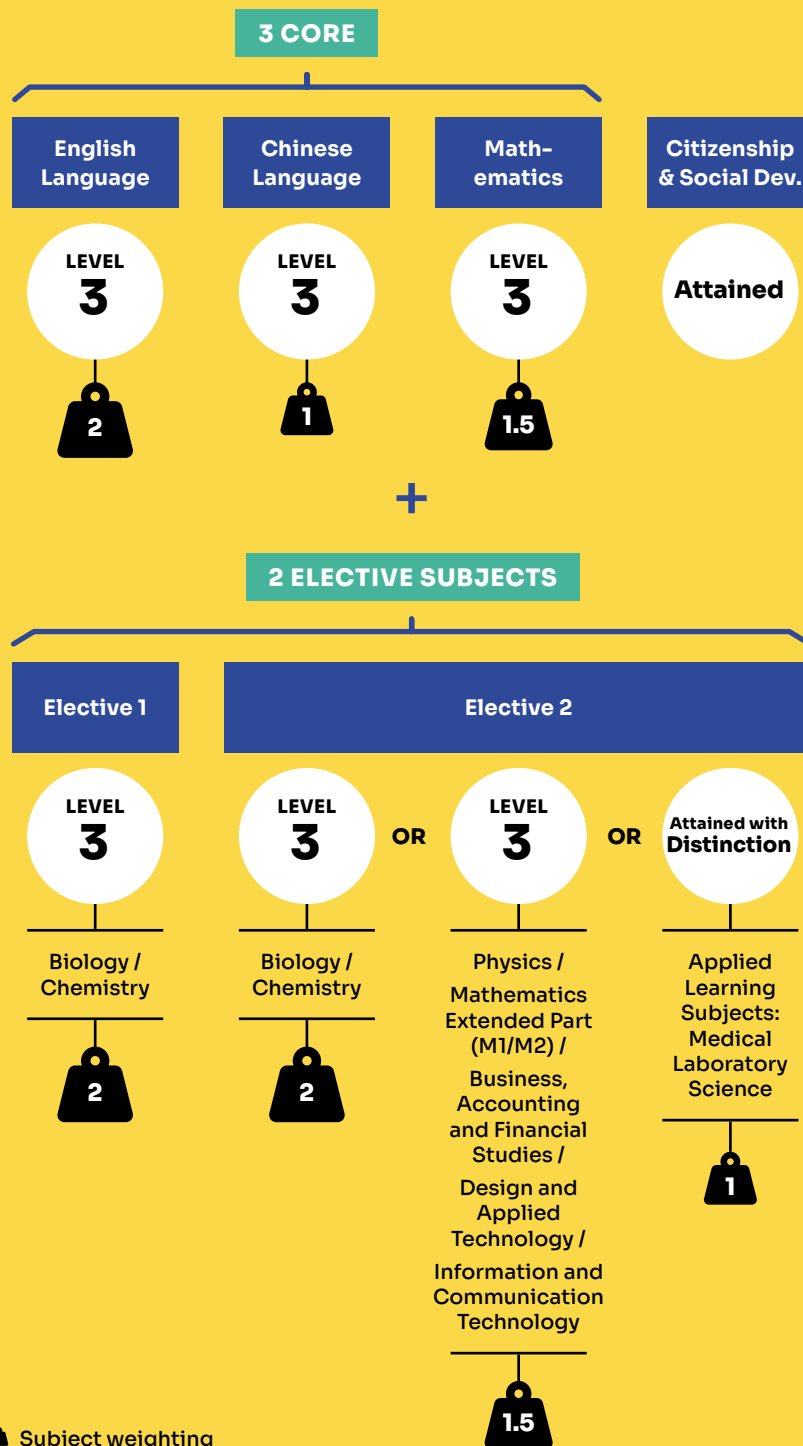 3 CORE
English
Language
Chinese
Language
Math-
ematics
Citizenship
& Social Dev.
LEVEL
3
LEVEL
3
LEVEL
3
Attained
2
1
1.5
+
2 ELECTIVE SUBJECTS
Elective 1
Elective 2
LEVEL
3
LEVEL
3
OR
LEVEL
3
OR
Attained with
Distinction
Biology /
Chemistry
2
Biology /
Chemistry
2
Physics /
Mathematics
Extended Part
(M1/M2) /
Business,
Accounting
and Financial
Studies /
Design and
Applied
Technology /
Information and
Communication
Technology
1.5
Applied
Learning
Subjects:
Medical
Laboratory
Science
1
Subject weighting